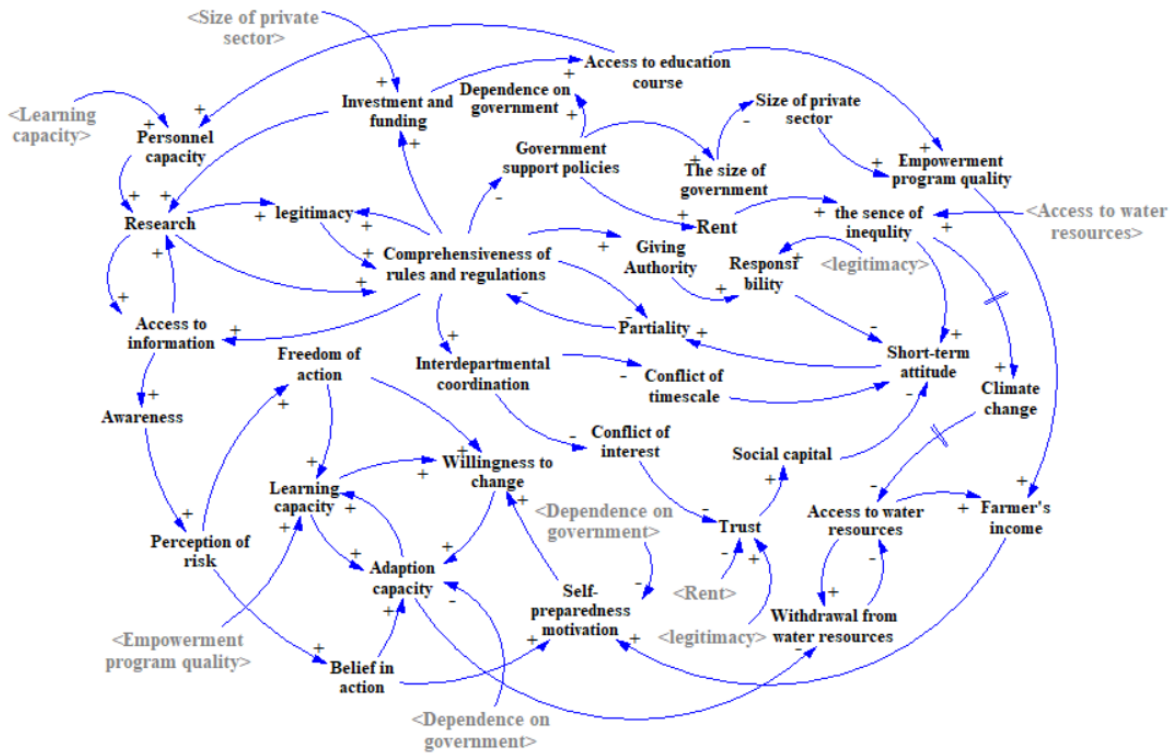 <Size of private
sector>
Access to education
course
Dependence on
government
Investment and
funding
Size of private
sector
<Learning
capacity>
Personnel
capacity
Government
support policies
The size of
government
Empowerment
program quality
Research
legitimacy
Rent
the sence of
inequlity
<Access to water
resources>
Comprehensiveness of
rules and regulations
Giving
Authority
Responsi
bility
<legitimacy>
Access to
information
Partiality
Freedom of
action
Interdepartmental
coordination
Conflict of
timescale
Short-term
attitude
Climate
change
Awareness
Conflict of
interest
Social capital
Willingness to
change
Learning
capacity
<Dependence on
government>
Trust
Access to water
resources
Farmer's
income
Perception of
risk
Adaption
capacity
Self-
preparedness
motivation
<Rent>
<legitimacy>
Withdrawal from
water resources
<Empowerment
program quality>
Belief in
action
<Dependence on
government>